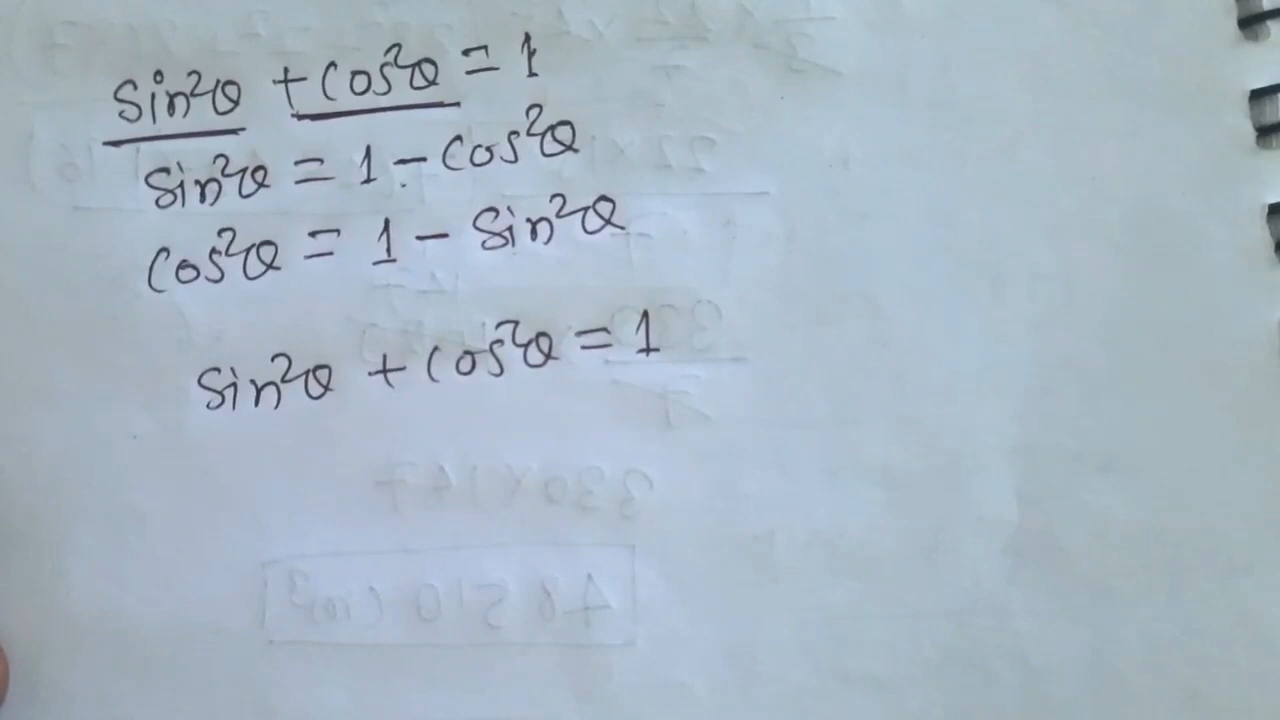 sin²θ + cos²θ = 1
sin²θ = 1 - cos²θ
cos²θ = 1 - sin²θ
sin²θ + cos²θ = 1